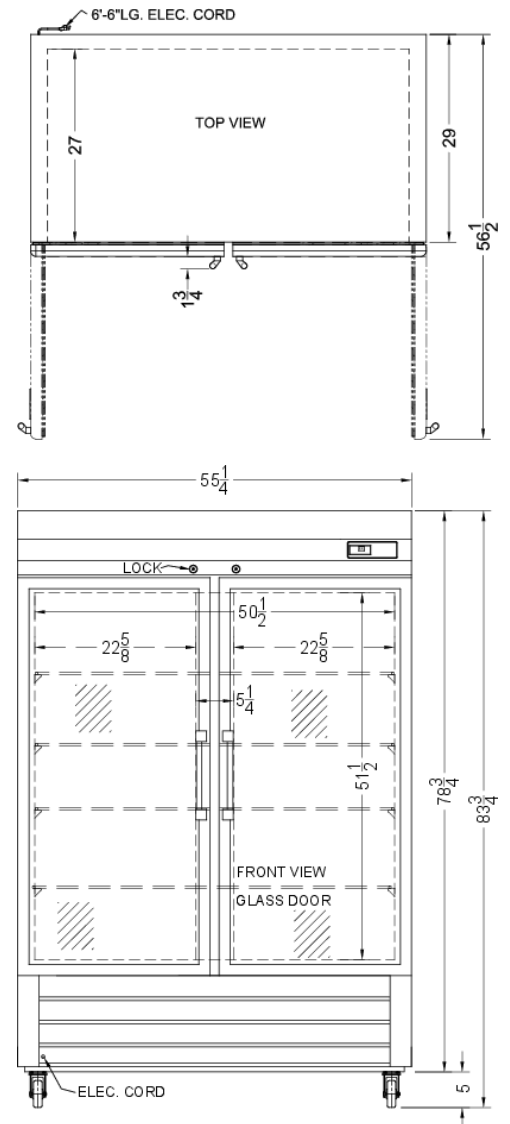 6'-6"LG. ELEC. CORD
TOP VIEW
27
29
56 1/2
1 3/4
55 1/4
LOCK
50 1/2
22 5/8
22 5/8
5 1/4
51 1/2
78 3/4
83 3/4
FRONT VIEW
GLASS DOOR
5
ELEC. CORD